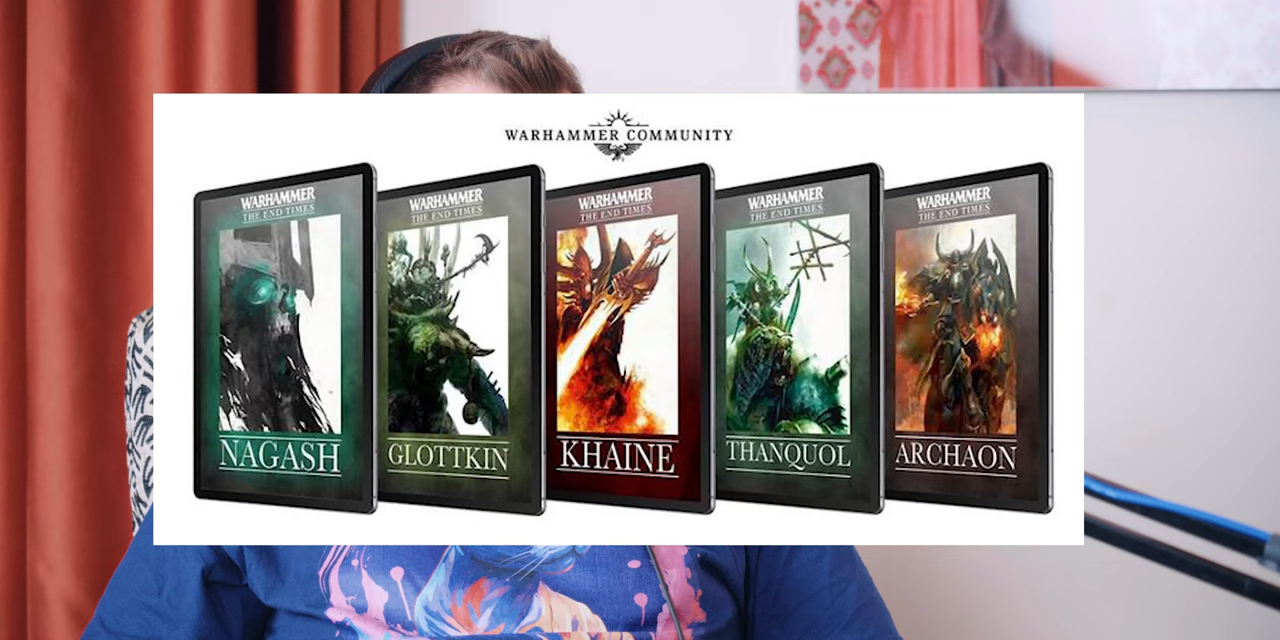 WARHAMMER COMMUNITY
WARHAMMER
THE END TIMES
NAGASH
WARHAMMER
THE END TIMES
GLOTTKIN
WARHAMMER
THE END TIMES
KHAINE
WARHAMMER
THE END TIMES
THANQUOL
WARHAMMER
THE END TIMES
ARCHAON